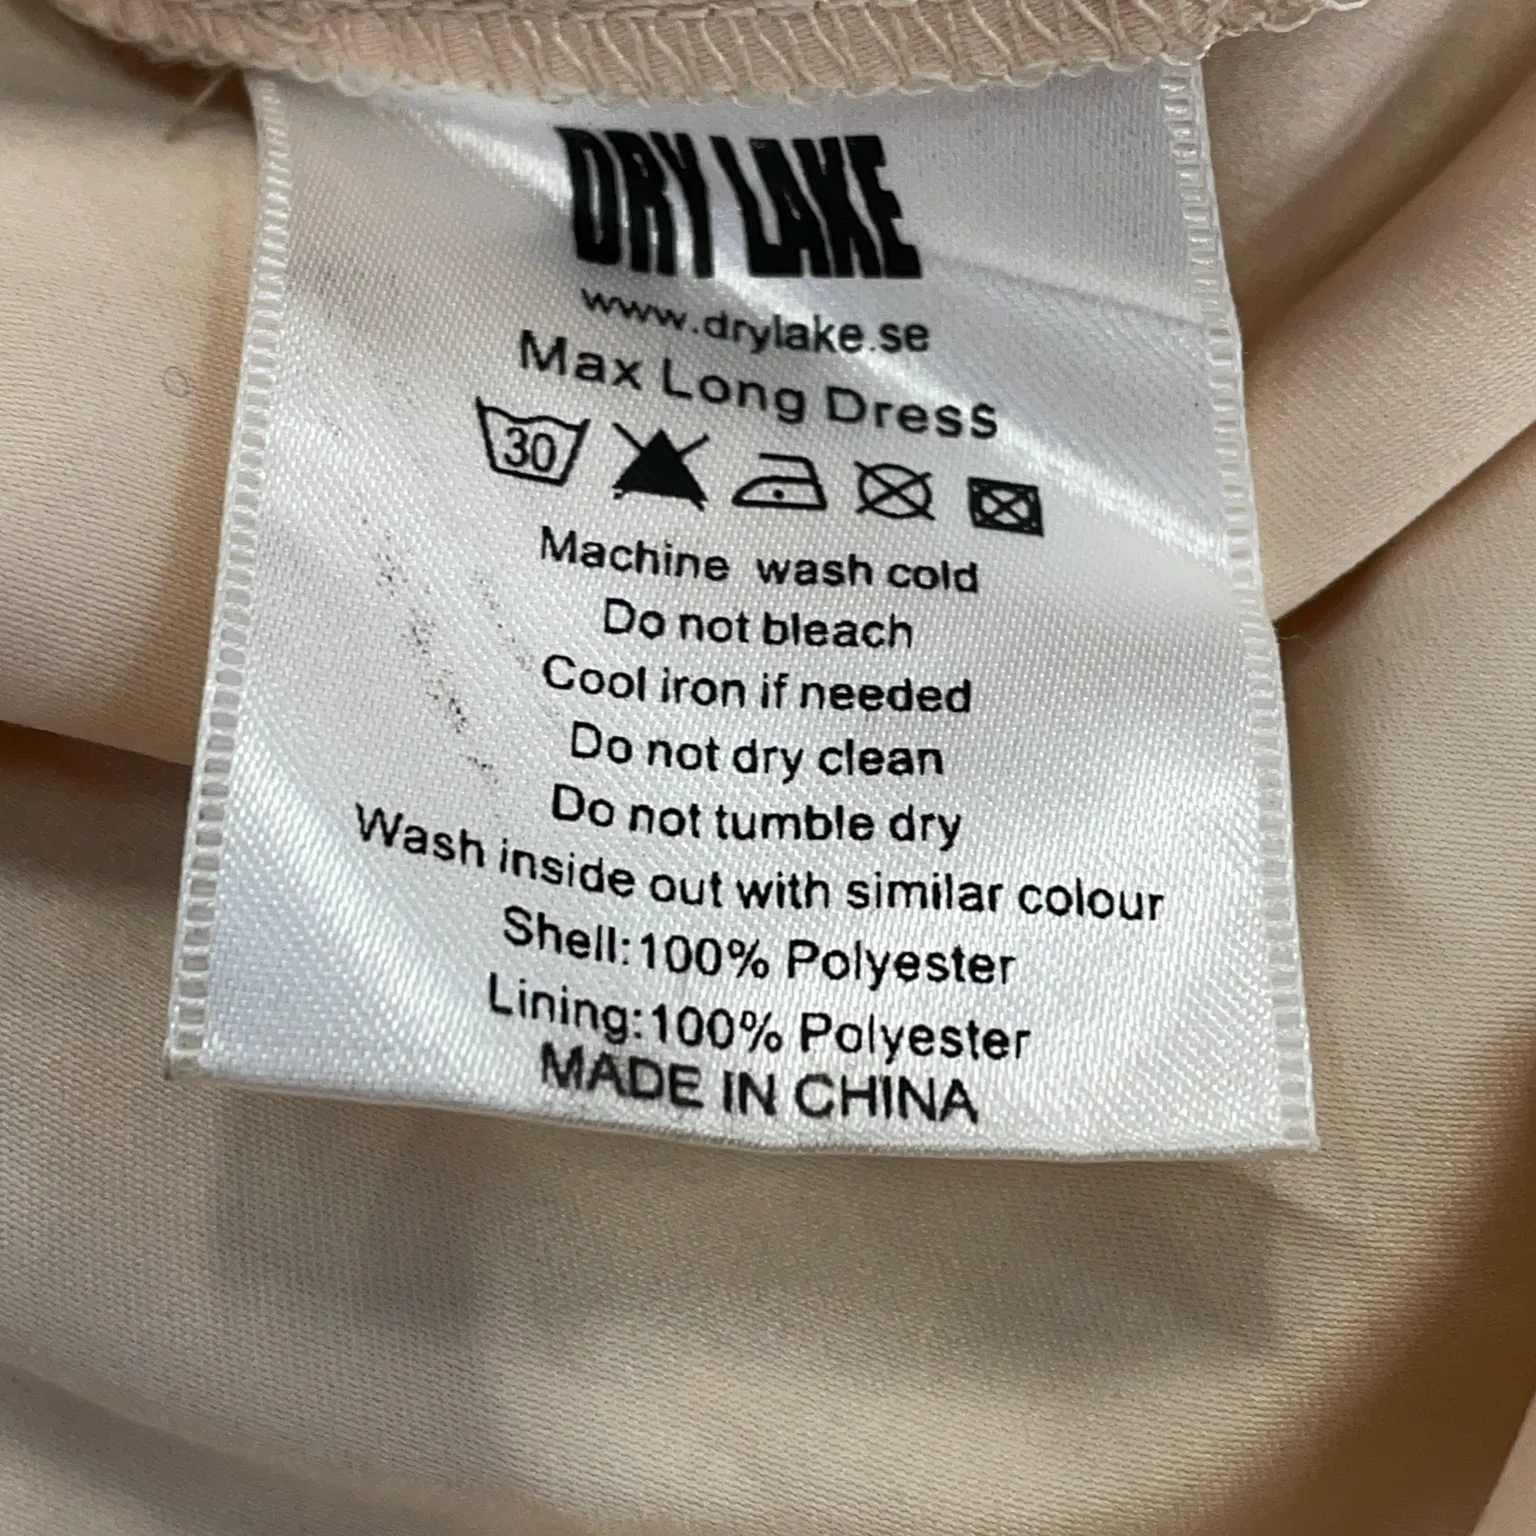 DRY LAKE
www.drylake.se
Max Long Dress
30
Machine wash cold
Do not bleach
Cool iron if needed
Do not dry clean
Do not tumble dry
Wash inside out with similar colour
Shell:100% Polyester
Lining:100% Polyester
MADE IN CHINA